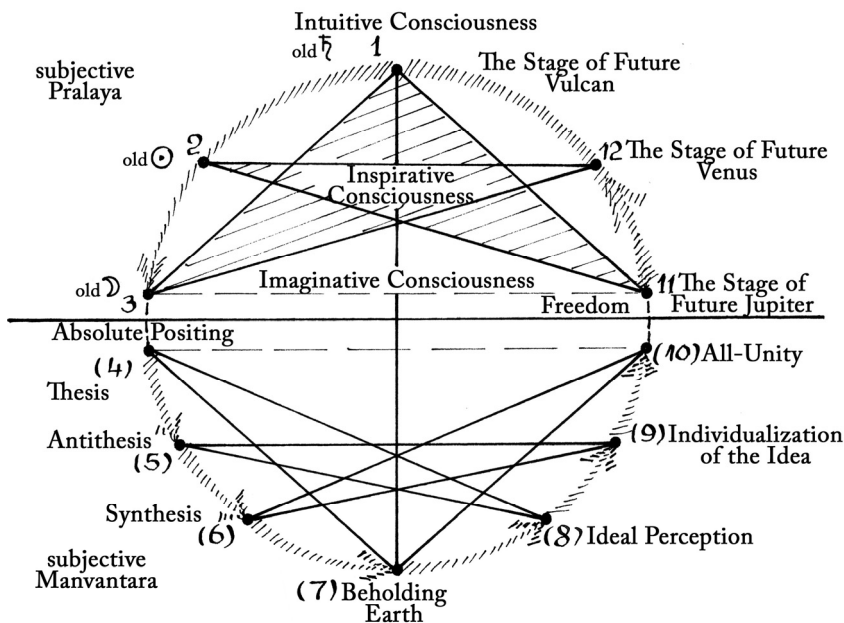 Intuitive Consciousness
old ♄ 1
The Stage of Future
Vulcan
subjective
Pralaya
old ☉ 2
12 The Stage of Future
Venus
Inspirative
Consciousness
old ☽ 3
Imaginative Consciousness
11 The Stage of
Future Jupiter
Freedom
Absolute Positing
(4)
(10) All-Unity
Thesis
Antithesis
(5)
(9) Individualization
of the Idea
Synthesis
(6)
(8) Ideal Perception
subjective
Manvantara
(7) Beholding
Earth